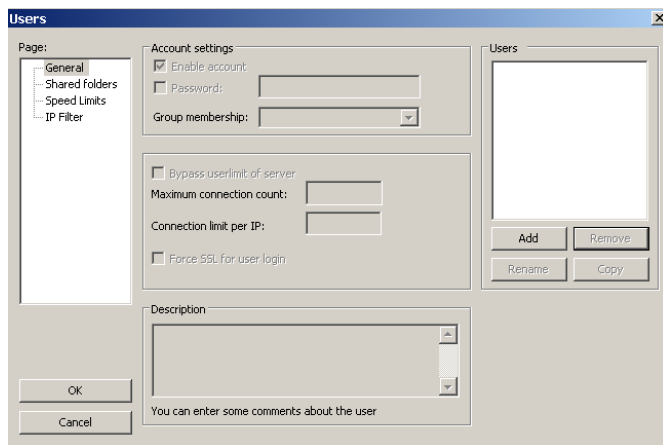 Users
Page:
General
Shared folders
Speed Limits
IP Filter
OK
Cancel
Account settings
Enable account
Password:
Group membership:
Bypass userlimit of server
Maximum connection count:
Connection limit per IP:
Force SSL for user login
Description
You can enter some comments about the user
Users
Add
Remove
Rename
Copy